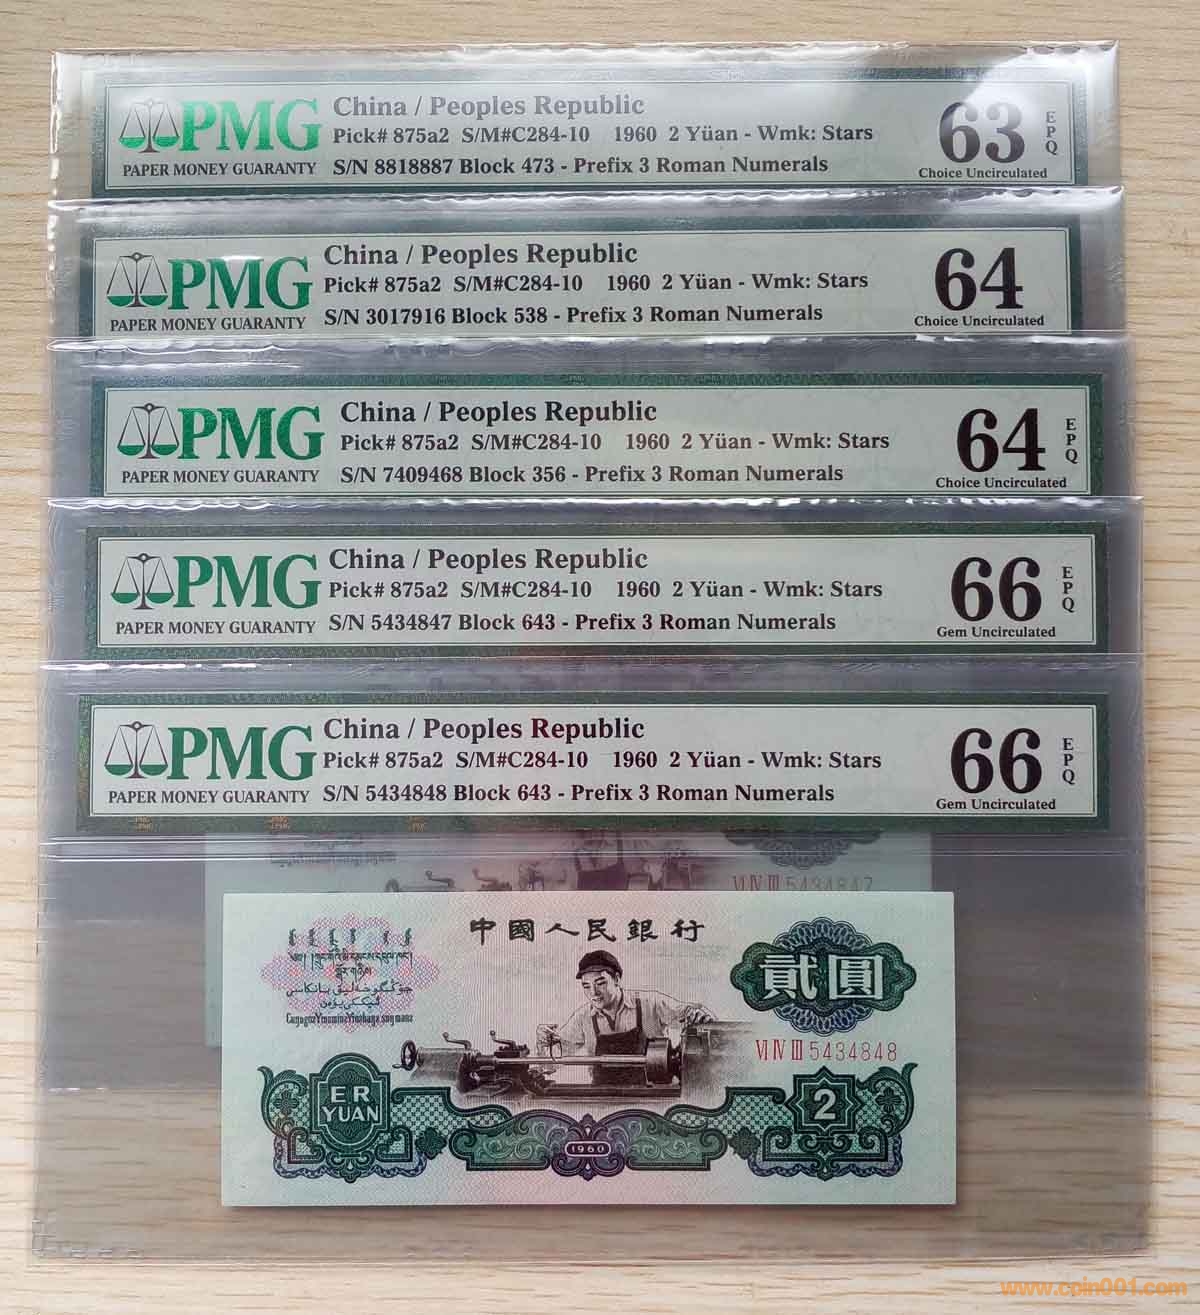 PMG
PAPER MONEY GUARANTY
China / Peoples Republic
Pick# 875a2 S/M#C284-10 1960 2 Yüan - Wmk: Stars
S/N 8818887 Block 473 - Prefix 3 Roman Numerals
63
EPQ
Choice Uncirculated
PMG
PAPER MONEY GUARANTY
China / Peoples Republic
Pick# 875a2 S/M#C284-10 1960 2 Yüan - Wmk: Stars
S/N 3017916 Block 538 - Prefix 3 Roman Numerals
64
Choice Uncirculated
PMG
PAPER MONEY GUARANTY
China / Peoples Republic
Pick# 875a2 S/M#C284-10 1960 2 Yüan - Wmk: Stars
S/N 7409468 Block 356 - Prefix 3 Roman Numerals
64
EPQ
Choice Uncirculated
PMG
PAPER MONEY GUARANTY
China / Peoples Republic
Pick# 875a2 S/M#C284-10 1960 2 Yüan - Wmk: Stars
S/N 5434847 Block 643 - Prefix 3 Roman Numerals
66
EPQ
Gem Uncirculated
PMG
PAPER MONEY GUARANTY
China / Peoples Republic
Pick# 875a2 S/M#C284-10 1960 2 Yüan - Wmk: Stars
S/N 5434848 Block 643 - Prefix 3 Roman Numerals
66
EPQ
Gem Uncirculated
VI IV III 5434847
中國人民銀行
貳圓
VI IV III 5434848
ER
YUAN
2
1960
www.coin001.com